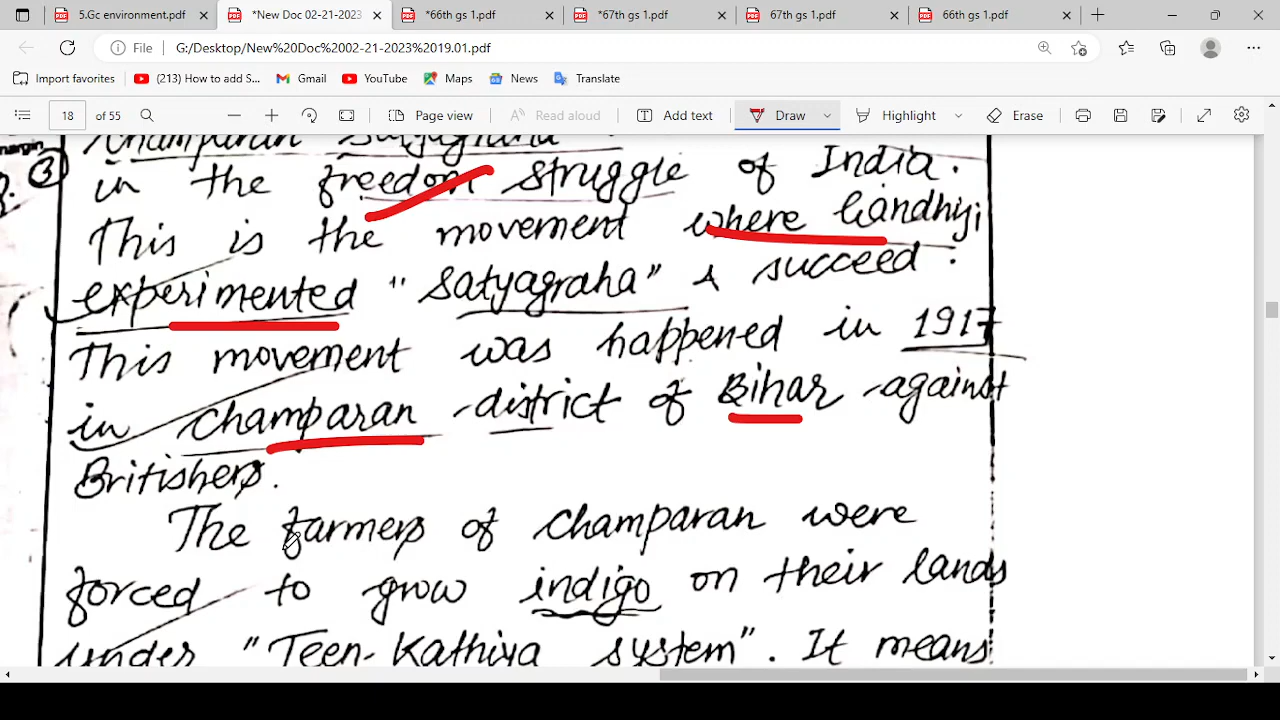 5.Gc environment.pdf
*New Doc 02-21-2023
*66th gs 1.pdf
*67th gs 1.pdf
67th gs 1.pdf
66th gs 1.pdf
File
G:/Desktop/New%20Doc%2002-21-2023%2019.01.pdf
Import favorites
(213) How to add S...
Gmail
YouTube
Maps
News
Translate
18 of 55
Page view
Read aloud
Add text
Draw
Highlight
Erase
margin
3
Champaran Satyagraha
in the freedom struggle of India.
This is the movement where Gandhyji
experimented "Satyagraha" & succeed.
This movement was happened in 1917
in Champaran district of Bihar against
Britishers.
The farmers of Champaran were
forced to grow indigo on their lands
under "Teen-Kathiya system". It means